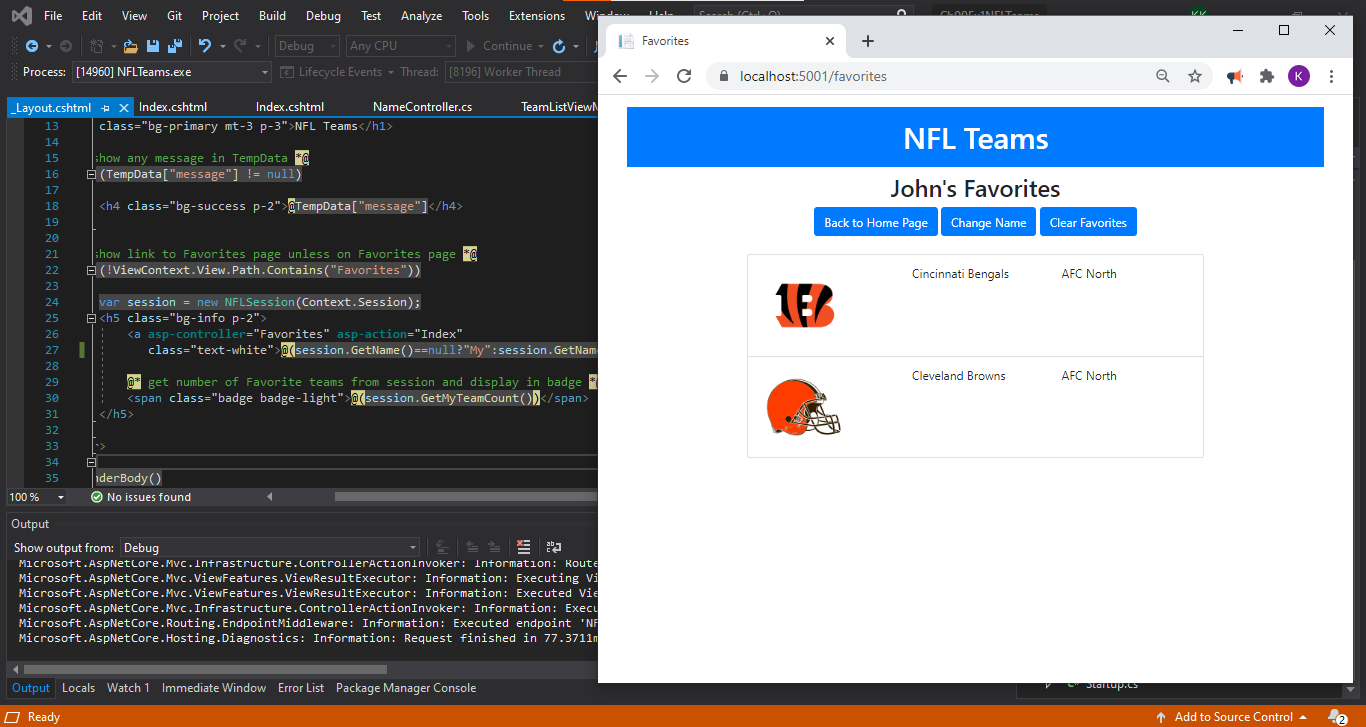 File Edit View Git Project Build Debug Test Analyze Tools Extensions Window Help Search (Ctrl+Q) Ch09Ex1NFLTeams KK
Debug Any CPU Continue
Process: [14960] NFLTeams.exe Lifecycle Events Thread: [8196] Worker Thread
_Layout.cshtml Index.cshtml Index.cshtml NameController.cs TeamListViewM
13 class="bg-primary mt-3 p-3">NFL Teams</h1>
14
15 show any message in TempData *@
16 (TempData["message"] != null)
17
18 <h4 class="bg-success p-2">@TempData["message"]</h4>
19
20
21 show link to Favorites page unless on Favorites page *@
22 (!ViewContext.View.Path.Contains("Favorites"))
23
24 var session = new NFLSession(Context.Session);
25 <h5 class="bg-info p-2">
26 <a asp-controller="Favorites" asp-action="Index"
27 class="text-white">@(session.GetName()==null?"My":session.GetName
28
29 @* get number of Favorite teams from session and display in badge *
30 <span class="badge badge-light">@(session.GetMyTeamCount())</span>
31 </h5>
32
33 >
34
35 nderBody()
100 % No issues found
Output
Show output from: Debug
Microsoft.AspNetCore.Mvc.Infrastructure.ControllerActionInvoker: Information: Route
Microsoft.AspNetCore.Mvc.ViewFeatures.ViewResultExecutor: Information: Executing Vi
Microsoft.AspNetCore.Mvc.ViewFeatures.ViewResultExecutor: Information: Executed Vie
Microsoft.AspNetCore.Mvc.Infrastructure.ControllerActionInvoker: Information: Execu
Microsoft.AspNetCore.Routing.EndpointMiddleware: Information: Executed endpoint 'NF
Microsoft.AspNetCore.Hosting.Diagnostics: Information: Request finished in 77.3711m
Output Locals Watch 1 Immediate Window Error List Package Manager Console
Ready
Favorites
localhost:5001/favorites
K
NFL Teams
John's Favorites
Back to Home Page Change Name Clear Favorites
Cincinnati Bengals AFC North
Cleveland Browns AFC North
Startup.cs
Add to Source Control 2